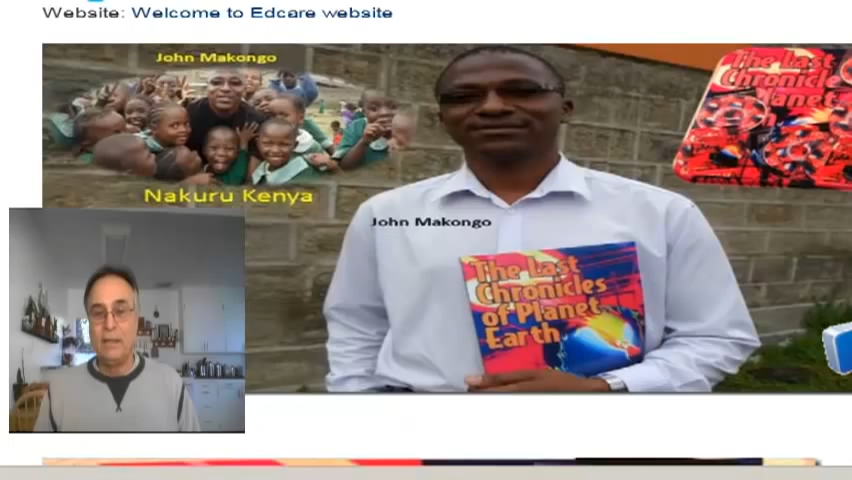 Website: Welcome to Edcare website
John Makongo
The Last
Chronicle
Planet
Nakuru Kenya
John Makongo
The Last
Chronicles
of Planet
Earth